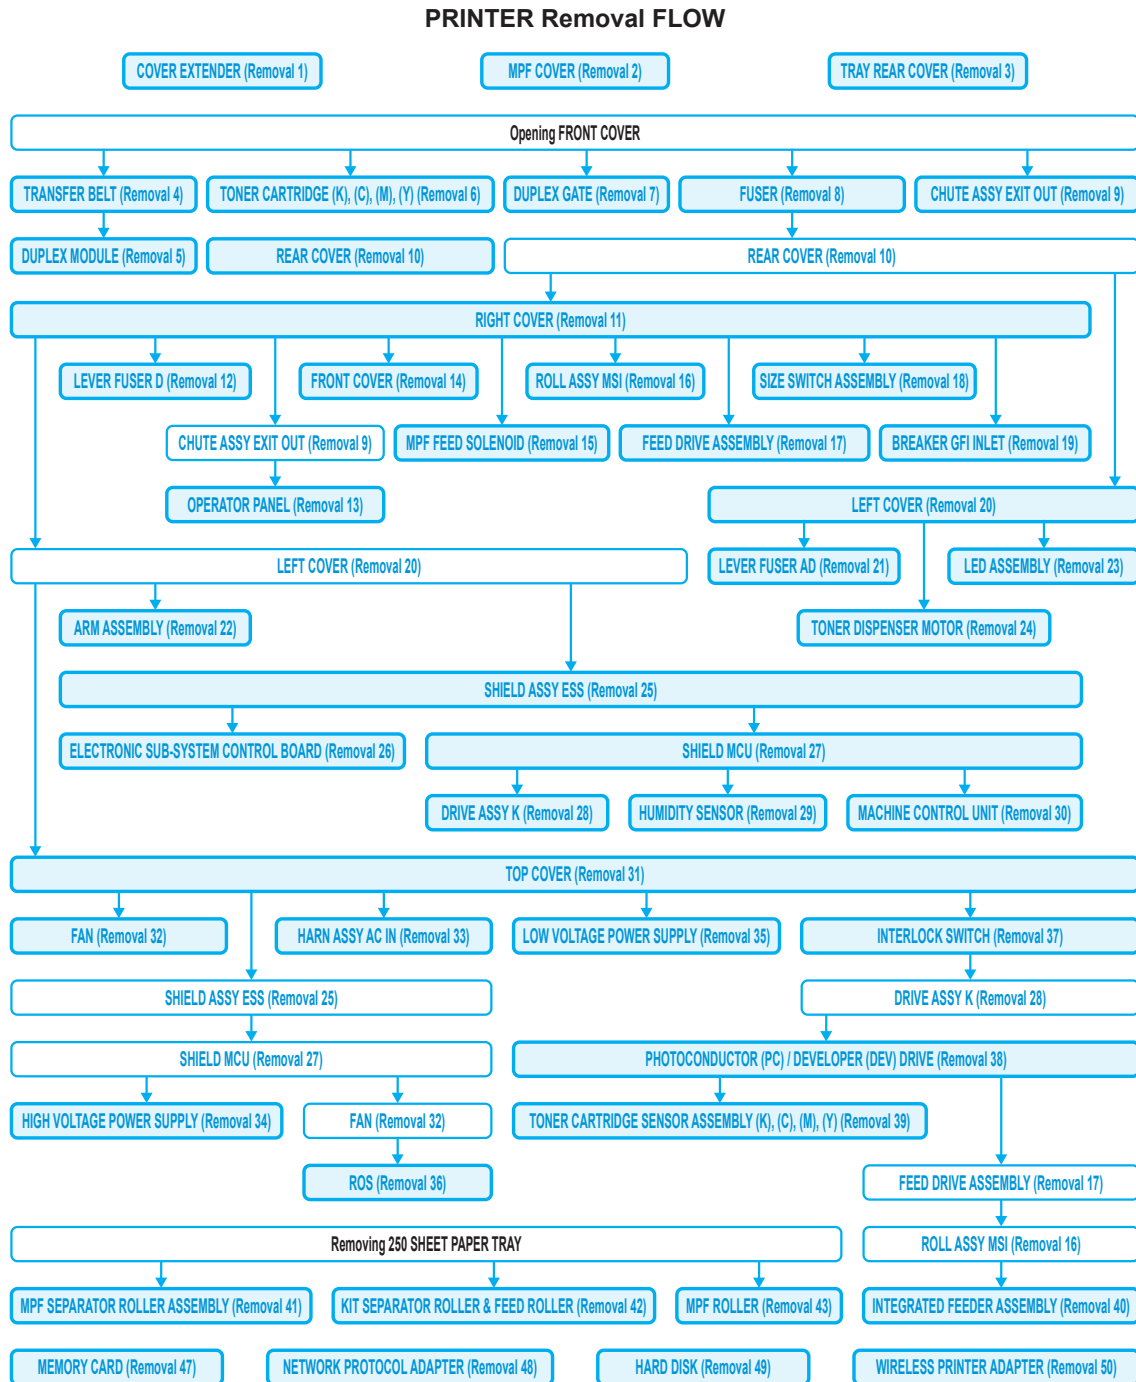 PRINTER Removal FLOW
COVER EXTENDER (Removal 1)
MPF COVER (Removal 2)
TRAY REAR COVER (Removal 3)
Opening FRONT COVER
TRANSFER BELT (Removal 4)
TONER CARTRIDGE (K), (C), (M), (Y) (Removal 6)
DUPLEX GATE (Removal 7)
FUSER (Removal 8)
CHUTE ASSY EXIT OUT (Removal 9)
DUPLEX MODULE (Removal 5)
REAR COVER (Removal 10)
REAR COVER (Removal 10)
RIGHT COVER (Removal 11)
LEVER FUSER D (Removal 12)
FRONT COVER (Removal 14)
ROLL ASSY MSI (Removal 16)
SIZE SWITCH ASSEMBLY (Removal 18)
CHUTE ASSY EXIT OUT (Removal 9)
MPF FEED SOLENOID (Removal 15)
FEED DRIVE ASSEMBLY (Removal 17)
BREAKER GFI INLET (Removal 19)
OPERATOR PANEL (Removal 13)
LEFT COVER (Removal 20)
LEFT COVER (Removal 20)
LEVER FUSER AD (Removal 21)
LED ASSEMBLY (Removal 23)
ARM ASSEMBLY (Removal 22)
TONER DISPENSER MOTOR (Removal 24)
SHIELD ASSY ESS (Removal 25)
ELECTRONIC SUB-SYSTEM CONTROL BOARD (Removal 26)
SHIELD MCU (Removal 27)
DRIVE ASSY K (Removal 28)
HUMIDITY SENSOR (Removal 29)
MACHINE CONTROL UNIT (Removal 30)
TOP COVER (Removal 31)
FAN (Removal 32)
HARN ASSY AC IN (Removal 33)
LOW VOLTAGE POWER SUPPLY (Removal 35)
INTERLOCK SWITCH (Removal 37)
SHIELD ASSY ESS (Removal 25)
DRIVE ASSY K (Removal 28)
SHIELD MCU (Removal 27)
PHOTOCONDUCTOR (PC) / DEVELOPER (DEV) DRIVE (Removal 38)
HIGH VOLTAGE POWER SUPPLY (Removal 34)
FAN (Removal 32)
TONER CARTRIDGE SENSOR ASSEMBLY (K), (C), (M), (Y) (Removal 39)
ROS (Removal 36)
FEED DRIVE ASSEMBLY (Removal 17)
Removing 250 SHEET PAPER TRAY
ROLL ASSY MSI (Removal 16)
MPF SEPARATOR ROLLER ASSEMBLY (Removal 41)
KIT SEPARATOR ROLLER & FEED ROLLER (Removal 42)
MPF ROLLER (Removal 43)
INTEGRATED FEEDER ASSEMBLY (Removal 40)
MEMORY CARD (Removal 47)
NETWORK PROTOCOL ADAPTER (Removal 48)
HARD DISK (Removal 49)
WIRELESS PRINTER ADAPTER (Removal 50)